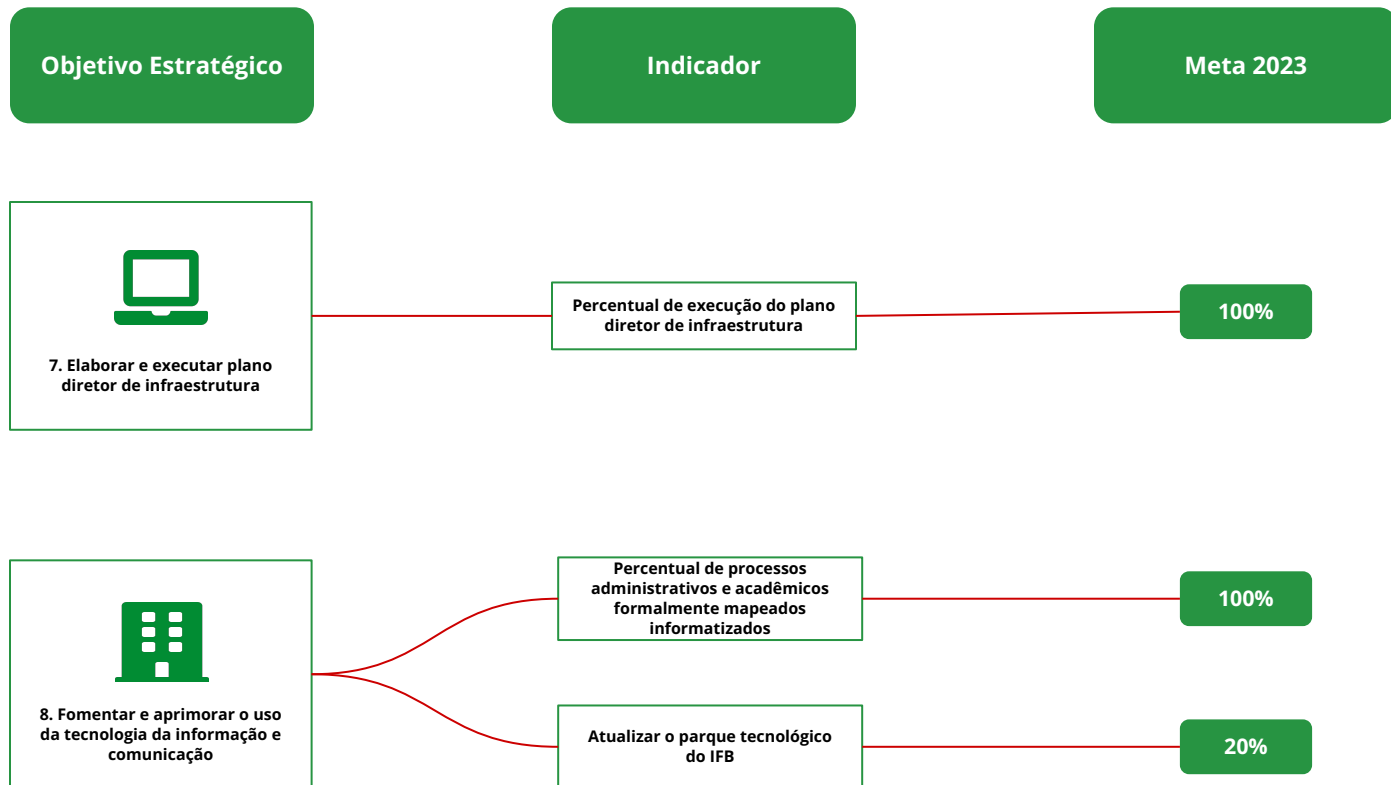 Objetivo Estratégico
Indicador
Meta 2023
7. Elaborar e executar plano
diretor de infraestrutura
Percentual de execução do plano
diretor de infraestrutura
100%
8. Fomentar e aprimorar o uso
da tecnologia da informação e
comunicação
Percentual de processos
administrativos e acadêmicos
formalmente mapeados
informatizados
100%
Atualizar o parque tecnológico
do IFB
20%